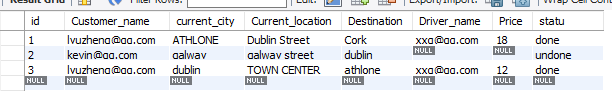 Result Grid Filter Rows: Edit: Export/Import: Wrap Cell Cont
id Customer_name current_city Current_location Destination Driver_name Price statu
1 lvuzheng@qq.com ATHLONE Dublin Street Cork xxg@qq.com 18 done
2 kevin@qq.com galway galway street dublin NULL NULL undone
3 lvuzheng@qq.com dublin TOWN CENTER athlone xxg@qq.com 12 done
NULL NULL NULL NULL NULL NULL NULL NULL